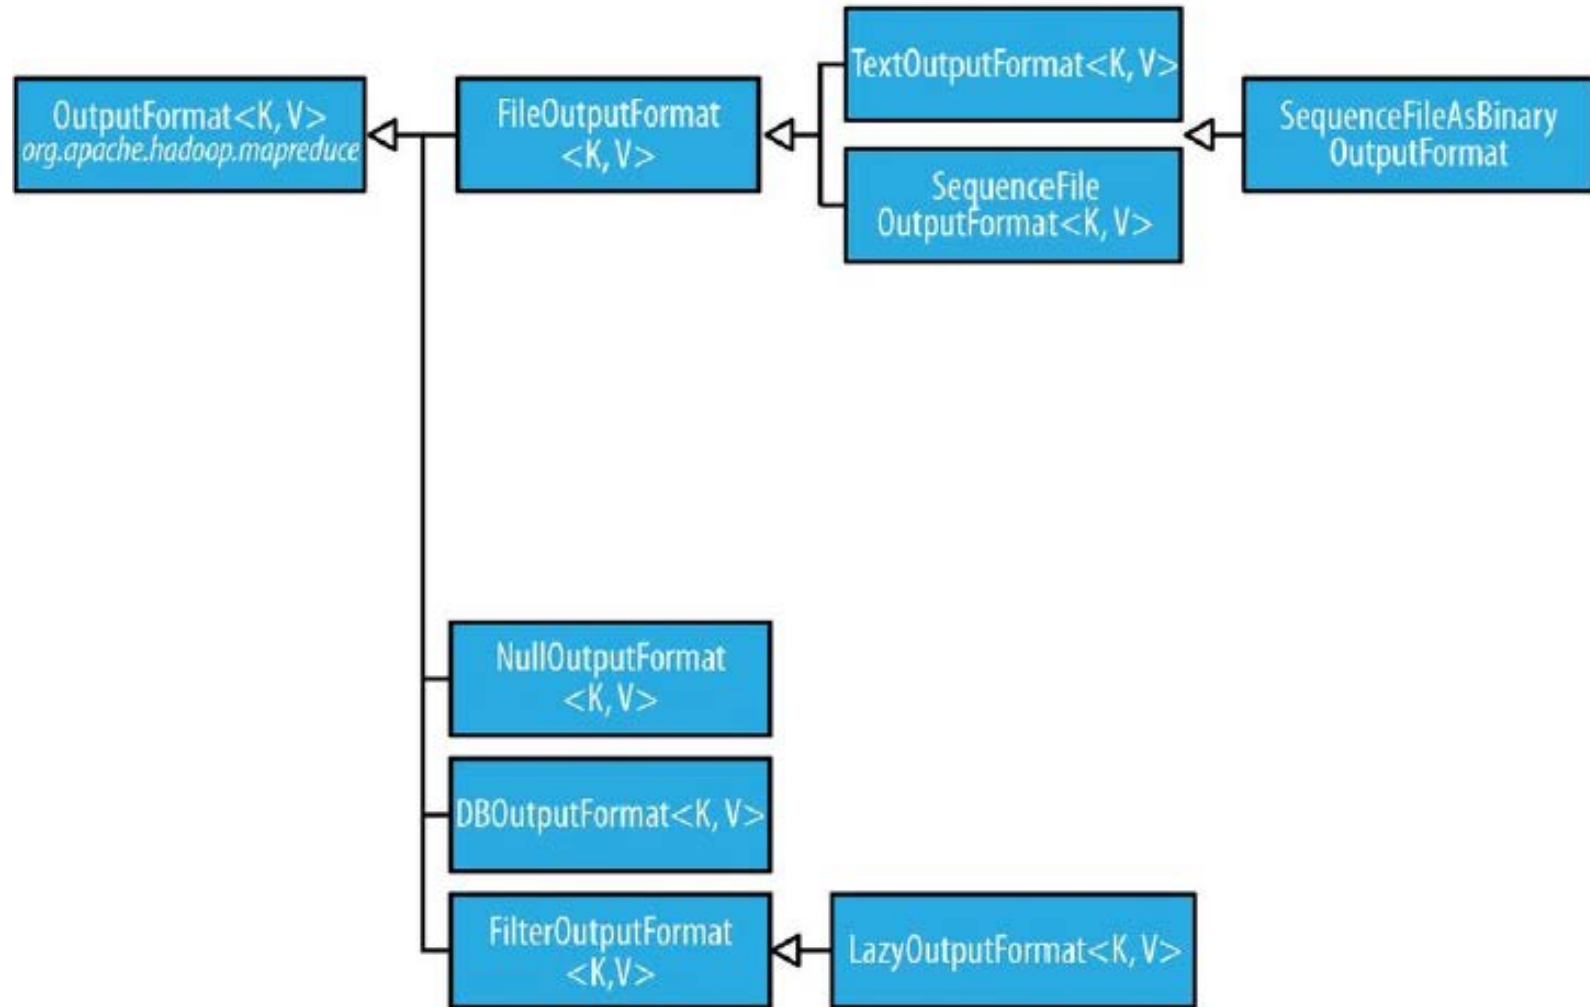 OutputFormat<K, V>
org.apache.hadoop.mapreduce
FileOutputFormat
<K, V>
TextOutputFormat<K, V>
SequenceFile
OutputFormat<K, V>
SequenceFileAsBinary
OutputFormat
NullOutputFormat
<K, V>
DBOutputFormat<K, V>
FilterOutputFormat
<K,V>
LazyOutputFormat<K, V>